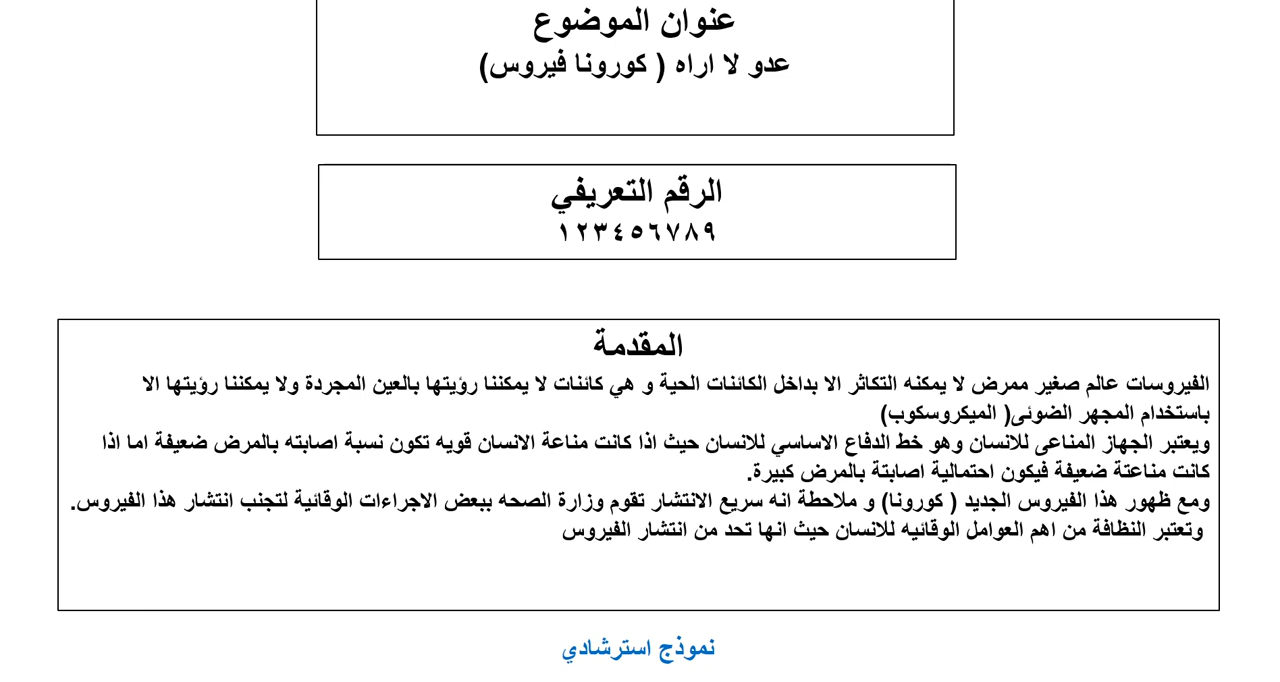 عنوان الموضوع
عدو لا اراه ( كورونا فيروس)
الرقم التعريفي
١٢٣٤٥٦٧٨٩
المقدمة
الفيروسات عالم صغير ممرض لا يمكنه التكاثر الا بداخل الكائنات الحية و هي كائنات لا يمكننا رؤيتها بالعين المجردة ولا يمكننا رؤيتها الا
باستخدام المجهر الضوئى( الميكروسكوب)
ويعتبر الجهاز المناعى للانسان وهو خط الدفاع الاساسي للانسان حيث اذا كانت مناعة الانسان قويه تكون نسبة اصابته بالمرض ضعيفة اما اذا
كانت مناعتة ضعيفة فيكون احتمالية اصابتة بالمرض كبيرة.
ومع ظهور هذا الفيروس الجديد ( كورونا) و ملاحظة انه سريع الانتشار تقوم وزارة الصحه ببعض الاجراءات الوقائية لتجنب انتشار هذا الفيروس.
وتعتبر النظافة من اهم العوامل الوقائيه للانسان حيث انها تحد من انتشار الفيروس
نموذج استرشادي